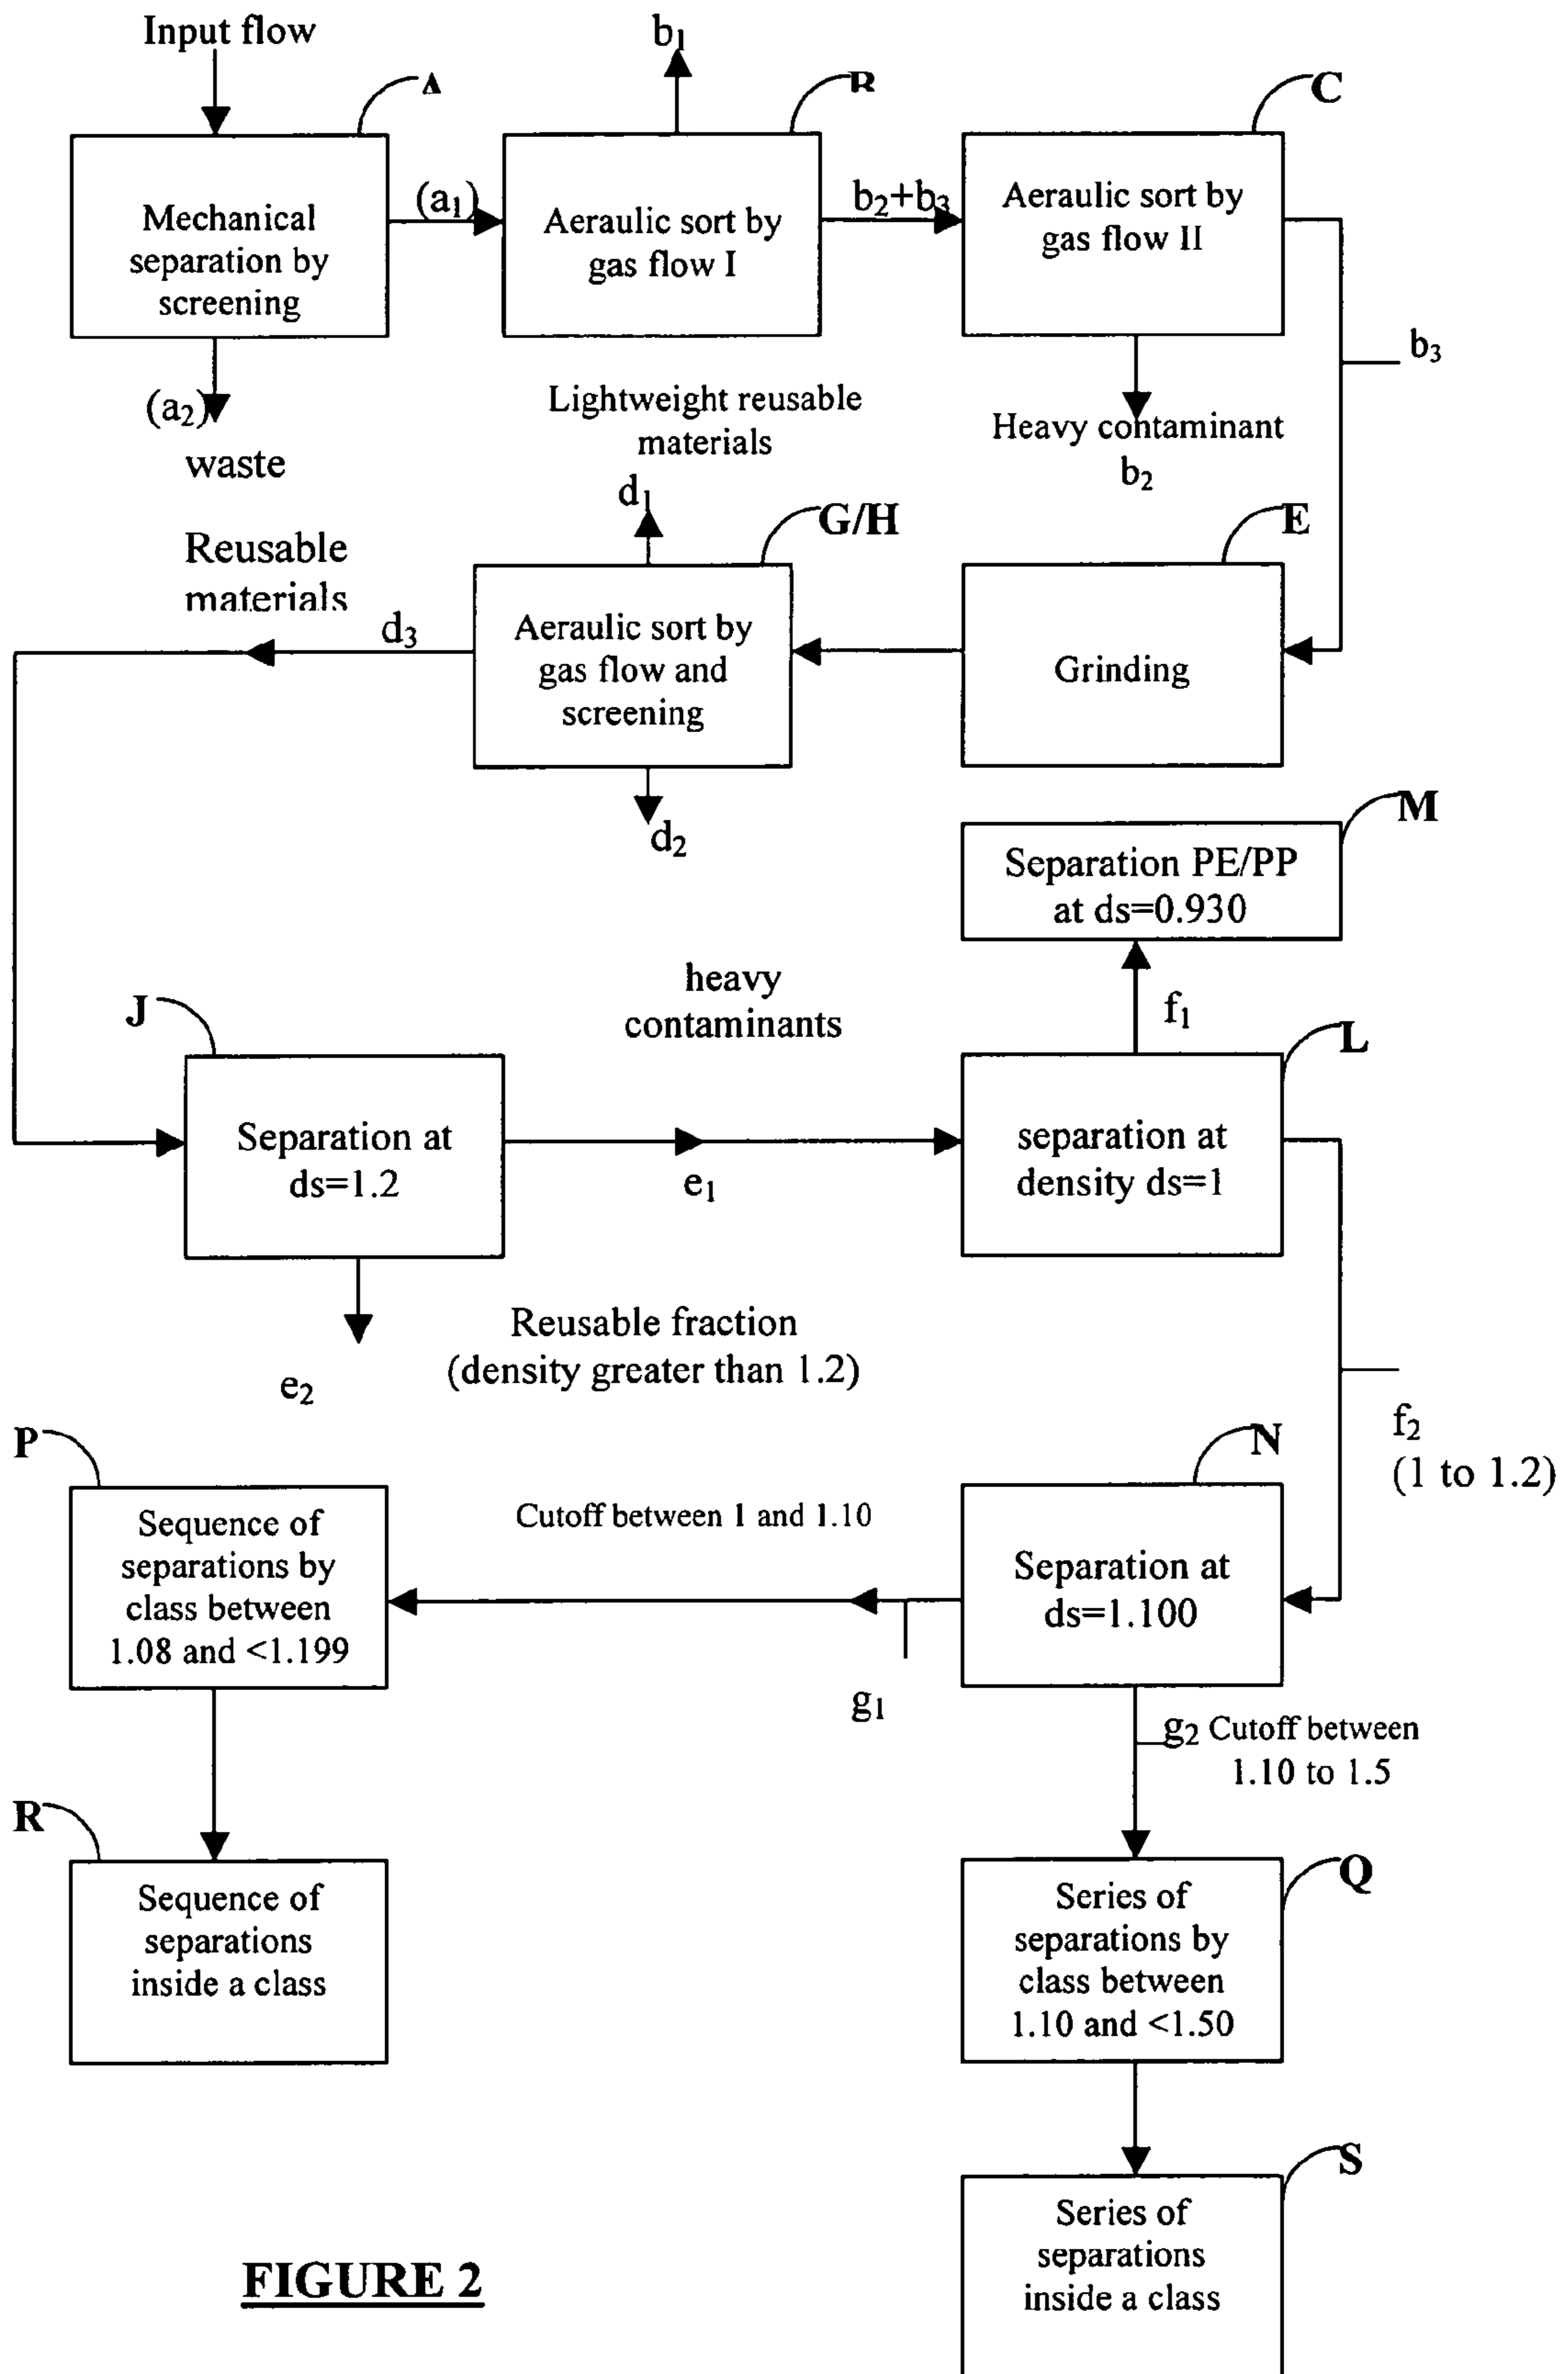 Input flow
b₁
A
B
C
Mechanical
separation by
screening
(a₁)
Aeraulic sort by
gas flow I
b₂+b₃
Aeraulic sort by
gas flow II
b₃
(a₂)
waste
Lightweight reusable
materials
Heavy contaminant
b₂
d₁
G/H
E
Reusable
materials
d₃
Aeraulic sort by
gas flow and
screening
Grinding
d₂
M
Separation PE/PP
at ds=0.930
heavy
contaminants
f₁
J
L
Separation at
ds=1.2
e₁
separation at
density ds=1
Reusable fraction
(density greater than 1.2)
e₂
f₂
(1 to 1.2)
P
N
Sequence of
separations by
class between
1.08 and <1.199
Cutoff between 1 and 1.10
Separation at
ds=1.100
g₁
g₂ Cutoff between
1.10 to 1.5
R
Q
Sequence of
separations
inside a class
Series of
separations by
class between
1.10 and <1.50
S
Series of
separations
inside a class
FIGURE 2